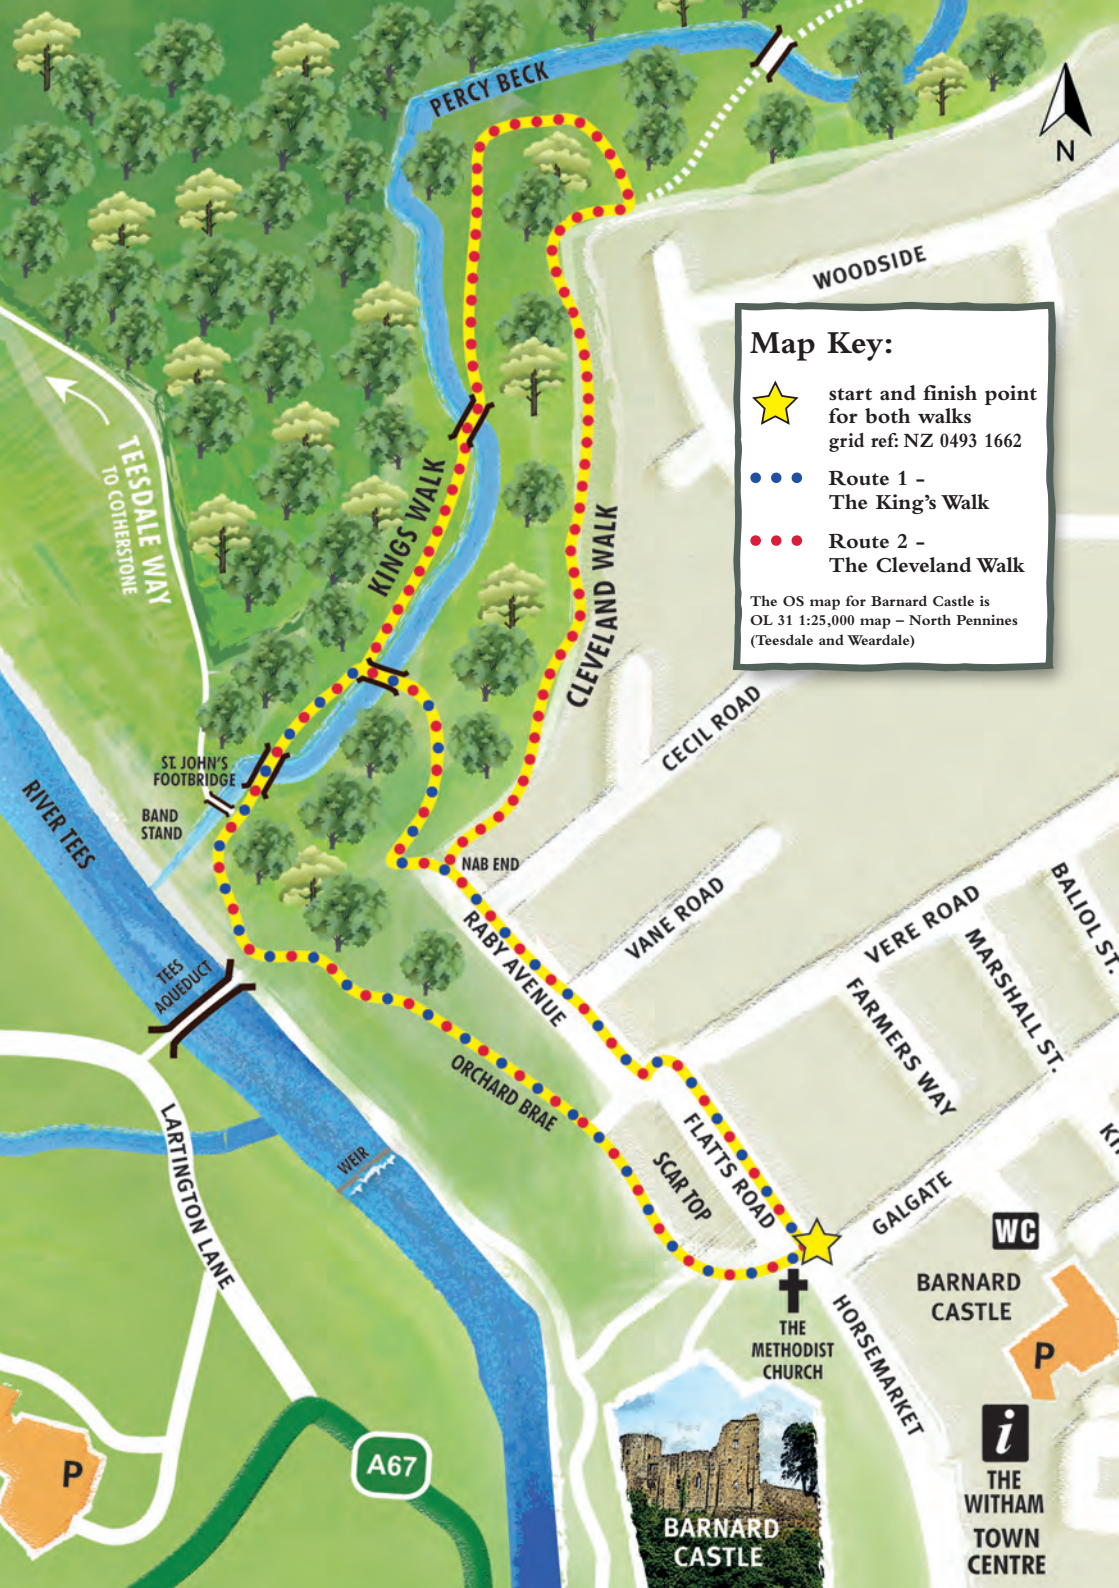 PERCY BECK
N
WOODSIDE
Map Key:
start and finish point
for both walks
grid ref: NZ 0493 1662
Route 1 -
The King's Walk
Route 2 -
The Cleveland Walk
The OS map for Barnard Castle is
OL 31 1:25,000 map – North Pennines
(Teesdale and Weardale)
TEESDALE WAY
TO COTHERSTONE
KINGS WALK
CLEVELAND WALK
CECIL ROAD
ST. JOHN'S
FOOTBRIDGE
BAND
STAND
RIVER TEES
NAB END
RABY AVENUE
VANE ROAD
VERE ROAD
BALIOL ST.
MARSHALL ST.
FARMERS WAY
TEES
AQUEDUCT
ORCHARD BRAE
LARTINGTON LANE
WEIR
SCAR TOP
FLATTS ROAD
GALGATE
WC
BARNARD
CASTLE
P
THE
METHODIST
CHURCH
HORSEMARKET
i
THE
WITHAM
TOWN
CENTRE
A67
P
BARNARD
CASTLE